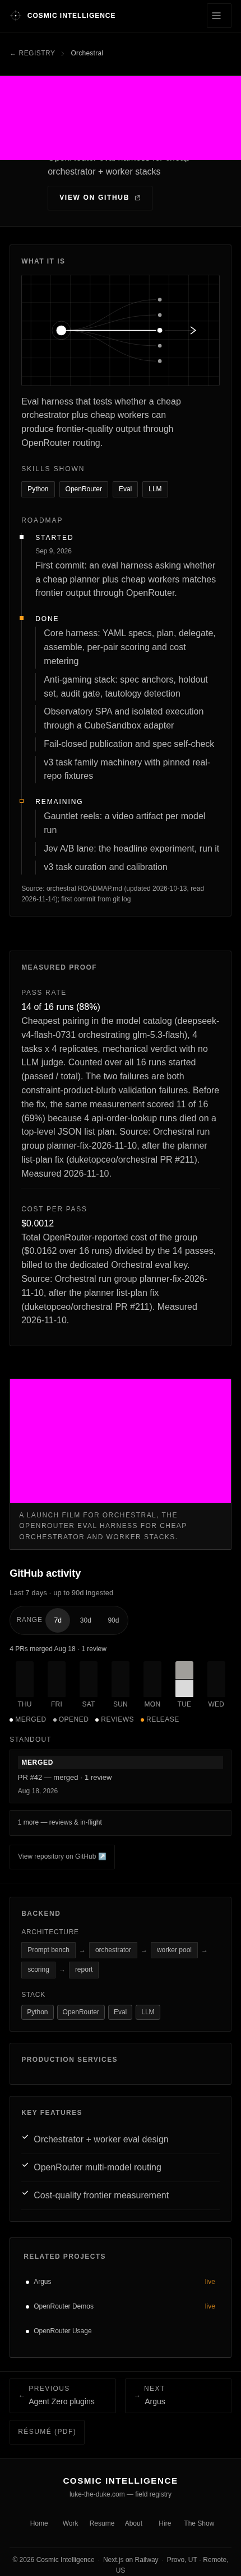 COSMIC INTELLIGENCE
← REGISTRY › Orchestral
orchestrator + worker stacks
VIEW ON GITHUB
WHAT IT IS
Eval harness that tests whether a cheap
orchestrator plus cheap workers can
produce frontier-quality output through
OpenRouter routing.
SKILLS SHOWN
Python OpenRouter Eval LLM
ROADMAP
STARTED
Sep 9, 2026
First commit: an eval harness asking whether
a cheap planner plus cheap workers matches
frontier output through OpenRouter.
DONE
Core harness: YAML specs, plan, delegate,
assemble, per-pair scoring and cost
metering
Anti-gaming stack: spec anchors, holdout
set, audit gate, tautology detection
Observatory SPA and isolated execution
through a CubeSandbox adapter
Fail-closed publication and spec self-check
v3 task family machinery with pinned real-
repo fixtures
REMAINING
Gauntlet reels: a video artifact per model
run
Jev A/B lane: the headline experiment, run it
v3 task curation and calibration
Source: orchestral ROADMAP.md (updated 2026-10-13, read
2026-11-14); first commit from git log
MEASURED PROOF
PASS RATE
14 of 16 runs (88%)
Cheapest pairing in the model catalog (deepseek-
v4-flash-0731 orchestrating glm-5.3-flash), 4
tasks x 4 replicates, mechanical verdict with no
LLM judge. Counted over all 16 runs started
(passed / total). The two failures are both
constraint-product-blurb validation failures. Before
the fix, the same measurement scored 11 of 16
(69%) because 4 api-order-lookup runs died on a
top-level JSON list plan. Source: Orchestral run
group planner-fix-2026-11-10, after the planner
list-plan fix (duketopceo/orchestral PR #211).
Measured 2026-11-10.
COST PER PASS
$0.0012
Total OpenRouter-reported cost of the group
($0.0162 over 16 runs) divided by the 14 passes,
billed to the dedicated Orchestral eval key.
Source: Orchestral run group planner-fix-2026-
11-10, after the planner list-plan fix
(duketopceo/orchestral PR #211). Measured
2026-11-10.
A LAUNCH FILM FOR ORCHESTRAL, THE
OPENROUTER EVAL HARNESS FOR CHEAP
ORCHESTRATOR AND WORKER STACKS.
GitHub activity
Last 7 days · up to 90d ingested
RANGE 7d 30d 90d
4 PRs merged Aug 18 · 1 review
THU FRI SAT SUN MON TUE WED
MERGED OPENED REVIEWS RELEASE
STANDOUT
MERGED
PR #42 — merged · 1 review
Aug 18, 2026
1 more — reviews & in-flight
View repository on GitHub ↗
BACKEND
ARCHITECTURE
Prompt bench → orchestrator → worker pool →
scoring → report
STACK
Python OpenRouter Eval LLM
PRODUCTION SERVICES
KEY FEATURES
Orchestrator + worker eval design
OpenRouter multi-model routing
Cost-quality frontier measurement
RELATED PROJECTS
Argus live
OpenRouter Demos live
OpenRouter Usage
← PREVIOUS
Agent Zero plugins
→ NEXT
Argus
RÉSUMÉ (PDF)
COSMIC INTELLIGENCE
luke-the-duke.com — field registry
Home Work Resume About Hire The Show
© 2026 Cosmic Intelligence · Next.js on Railway · Provo, UT · Remote,
US